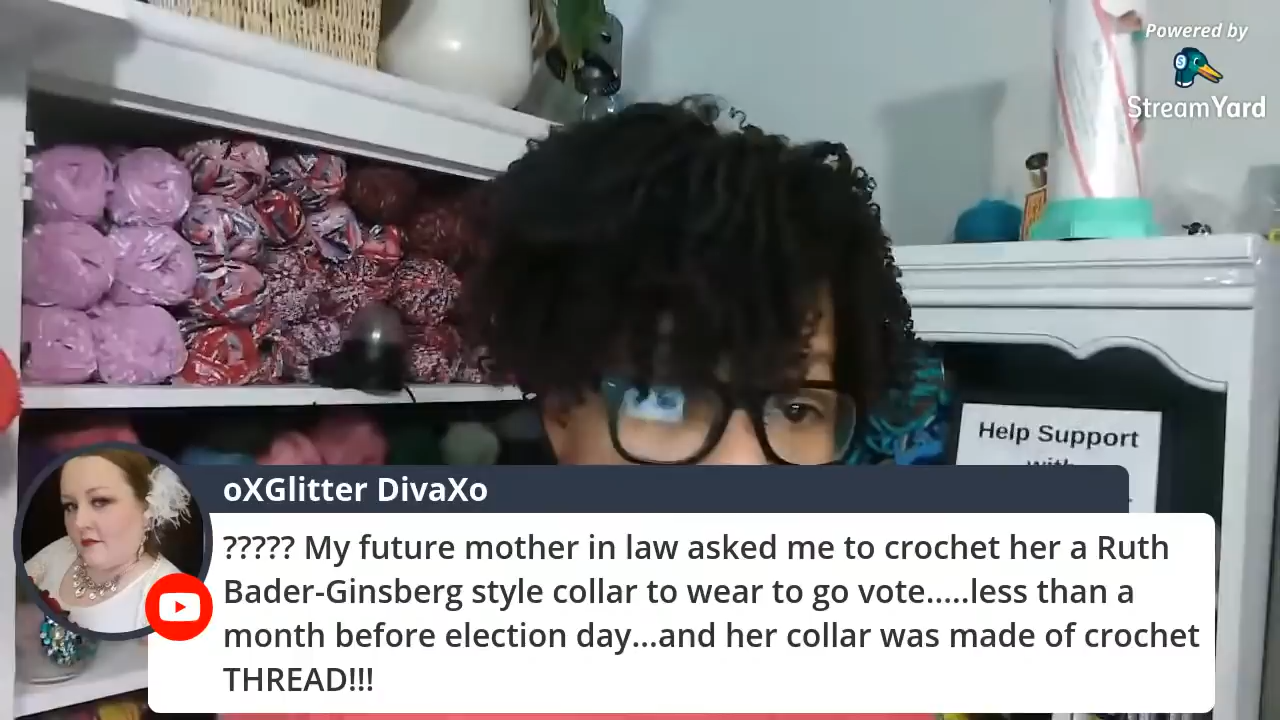 Powered by
StreamYard
Help Support
with
oXGlitter DivaXo
????? My future mother in law asked me to crochet her a Ruth
Bader-Ginsberg style collar to wear to go vote.....less than a
month before election day...and her collar was made of crochet
THREAD!!!